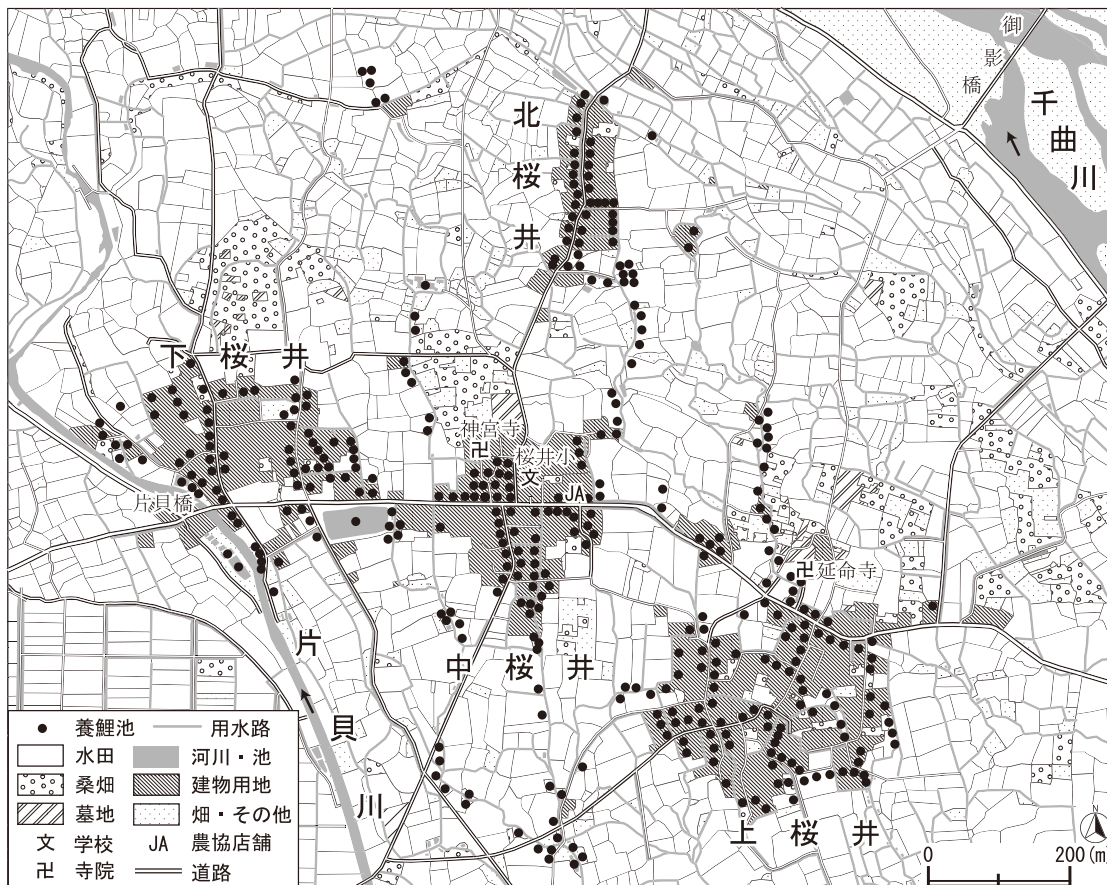 御影橋
千曲川
北桜井
下桜井
神宮寺
卍
桜井小
文
JA
片貝橋
卍延命寺
片貝川
中桜井
上桜井
養鯉池
用水路
水田
河川・池
桑畑
建物用地
墓地
畑・その他
文 学校
JA 農協店舗
卍 寺院
道路
N
0 200 (m)